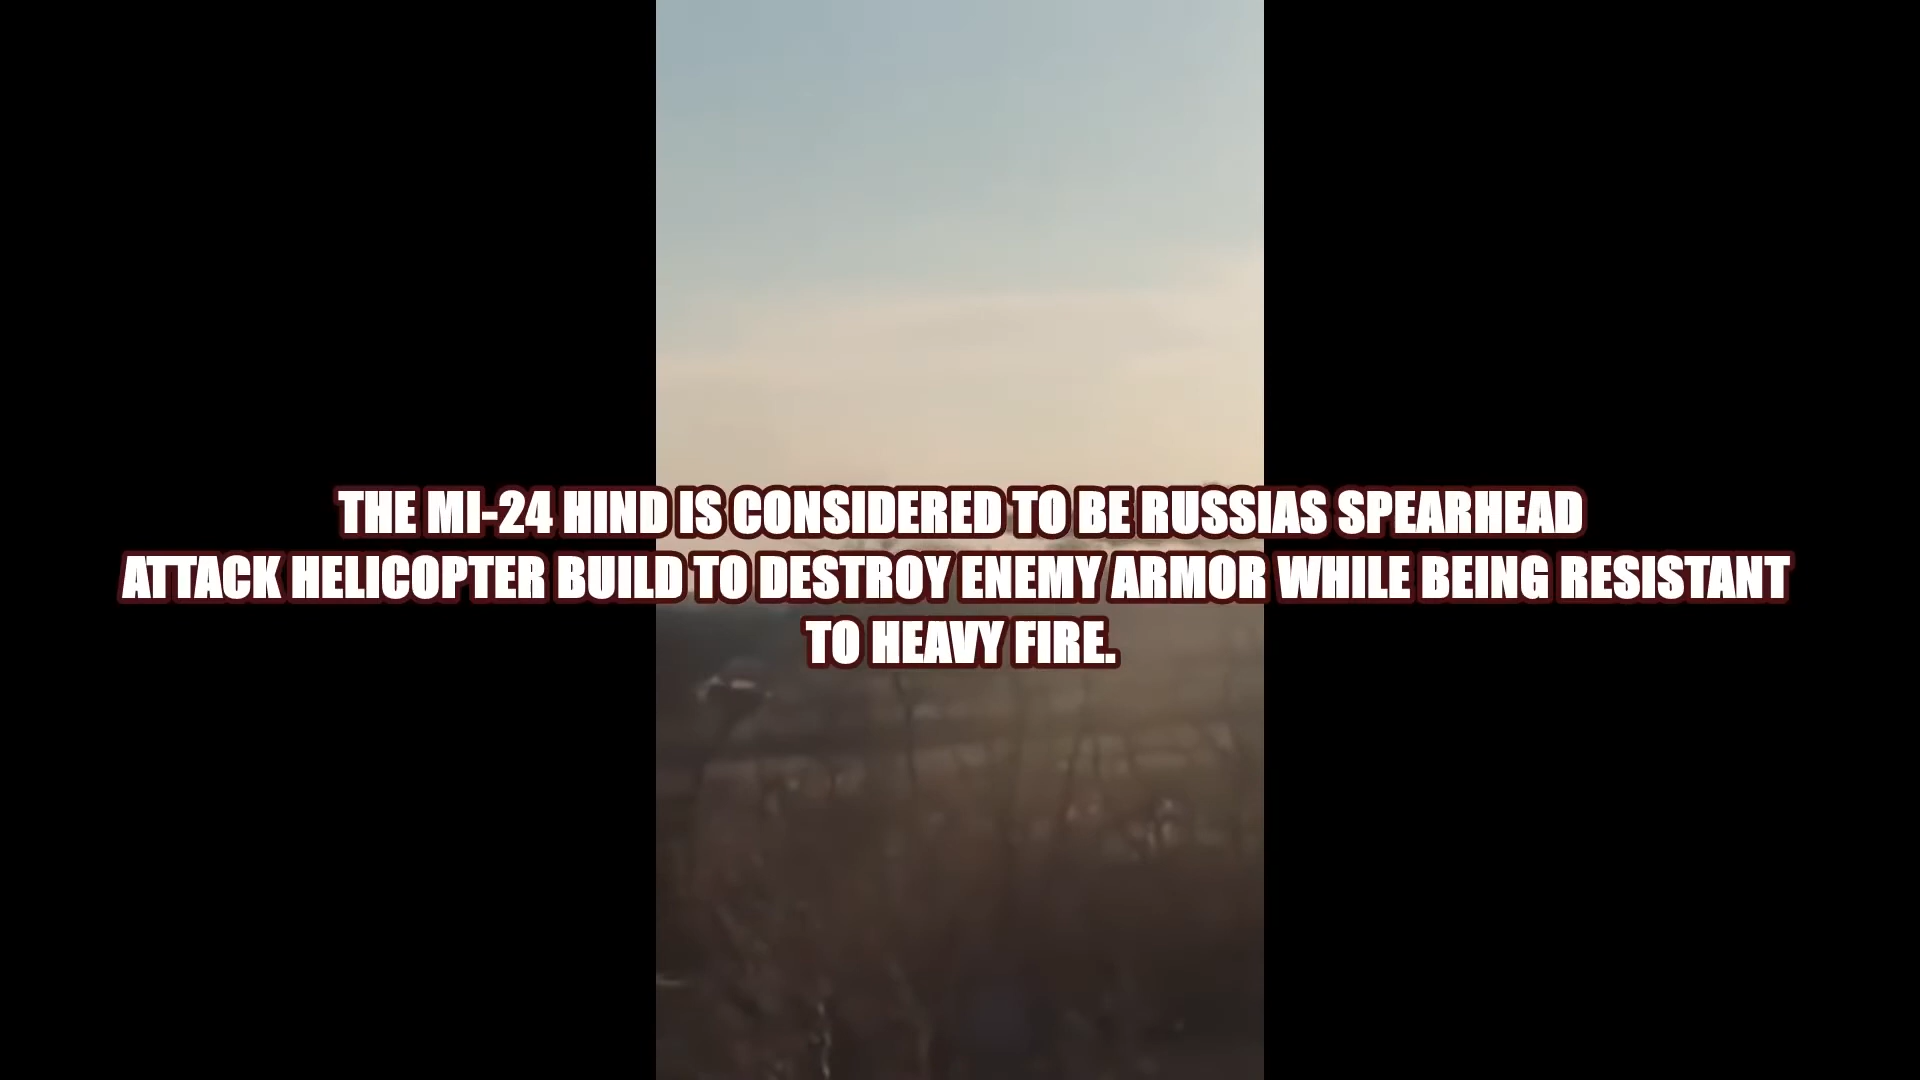 THE MI-24 HIND IS CONSIDERED TO BE RUSSIAS SPEARHEAD
ATTACK HELICOPTER BUILD TO DESTROY ENEMY ARMOR WHILE BEING RESISTANT
TO HEAVY FIRE.